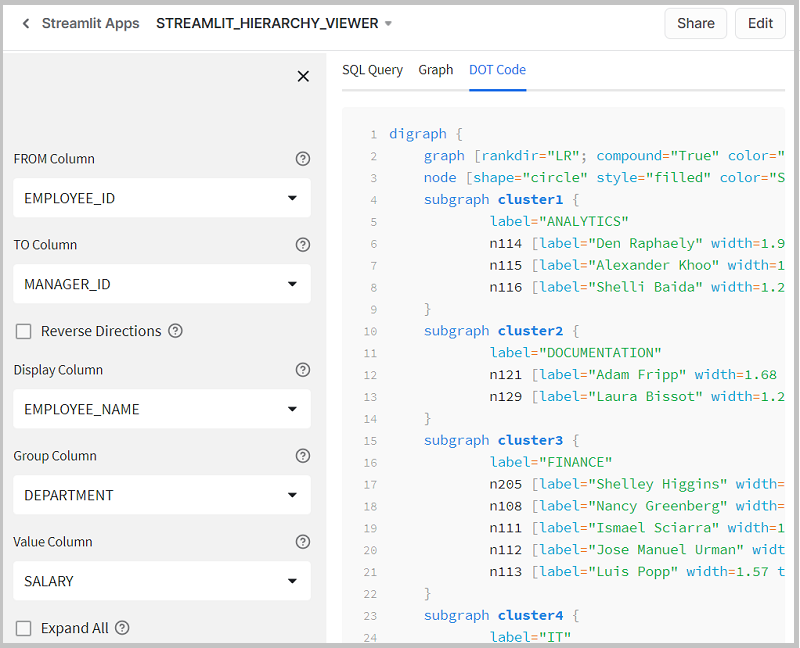 Streamlit Apps STREAMLIT_HIERARCHY_VIEWER Share Edit
FROM Column
EMPLOYEE_ID
TO Column
MANAGER_ID
Reverse Directions
Display Column
EMPLOYEE_NAME
Group Column
DEPARTMENT
Value Column
SALARY
Expand All
SQL Query Graph DOT Code
1 digraph {
2 graph [rankdir="LR"; compound="True" color="
3 node [shape="circle" style="filled" color="S
4 subgraph cluster1 {
5 label="ANALYTICS"
6 n114 [label="Den Raphaely" width=1.9
7 n115 [label="Alexander Khoo" width=1
8 n116 [label="Shelli Baida" width=1.2
9 }
10 subgraph cluster2 {
11 label="DOCUMENTATION"
12 n121 [label="Adam Fripp" width=1.68
13 n129 [label="Laura Bissot" width=1.2
14 }
15 subgraph cluster3 {
16 label="FINANCE"
17 n205 [label="Shelley Higgins" width=
18 n108 [label="Nancy Greenberg" width=
19 n111 [label="Ismael Sciarra" width=1
20 n112 [label="Jose Manuel Urman" widt
21 n113 [label="Luis Popp" width=1.57 t
22 }
23 subgraph cluster4 {
24 label="IT"